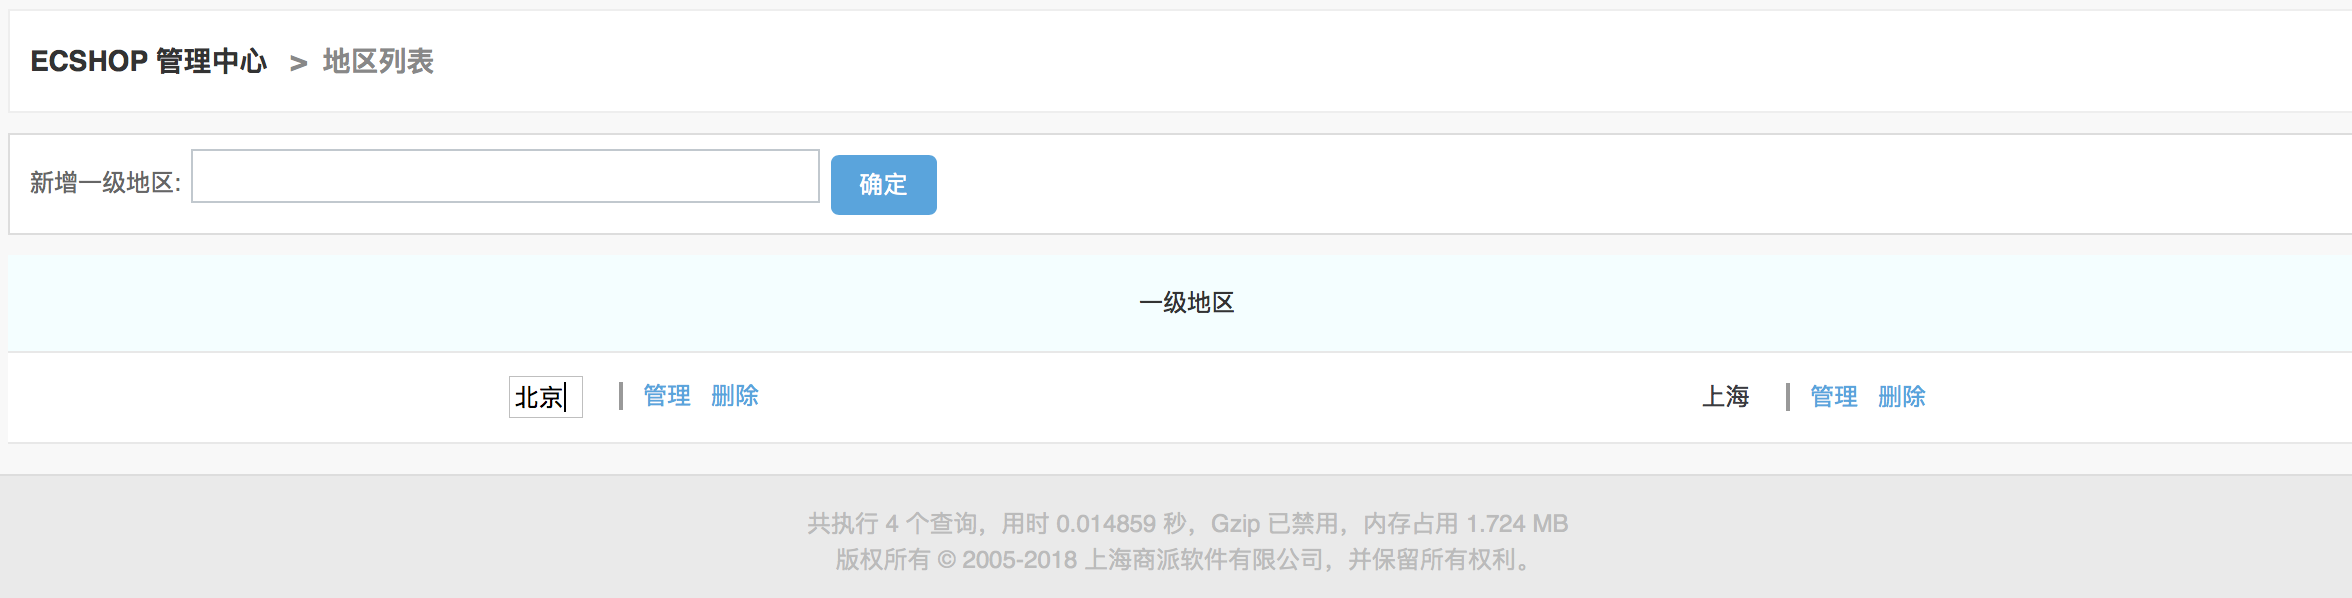 ECSHOP 管理中心 > 地区列表
新增一级地区: 确定
一级地区
北京 | 管理 删除 上海 | 管理 删除
共执行 4 个查询，用时 0.014859 秒，Gzip 已禁用，内存占用 1.724 MB
版权所有 © 2005-2018 上海商派软件有限公司，并保留所有权利。